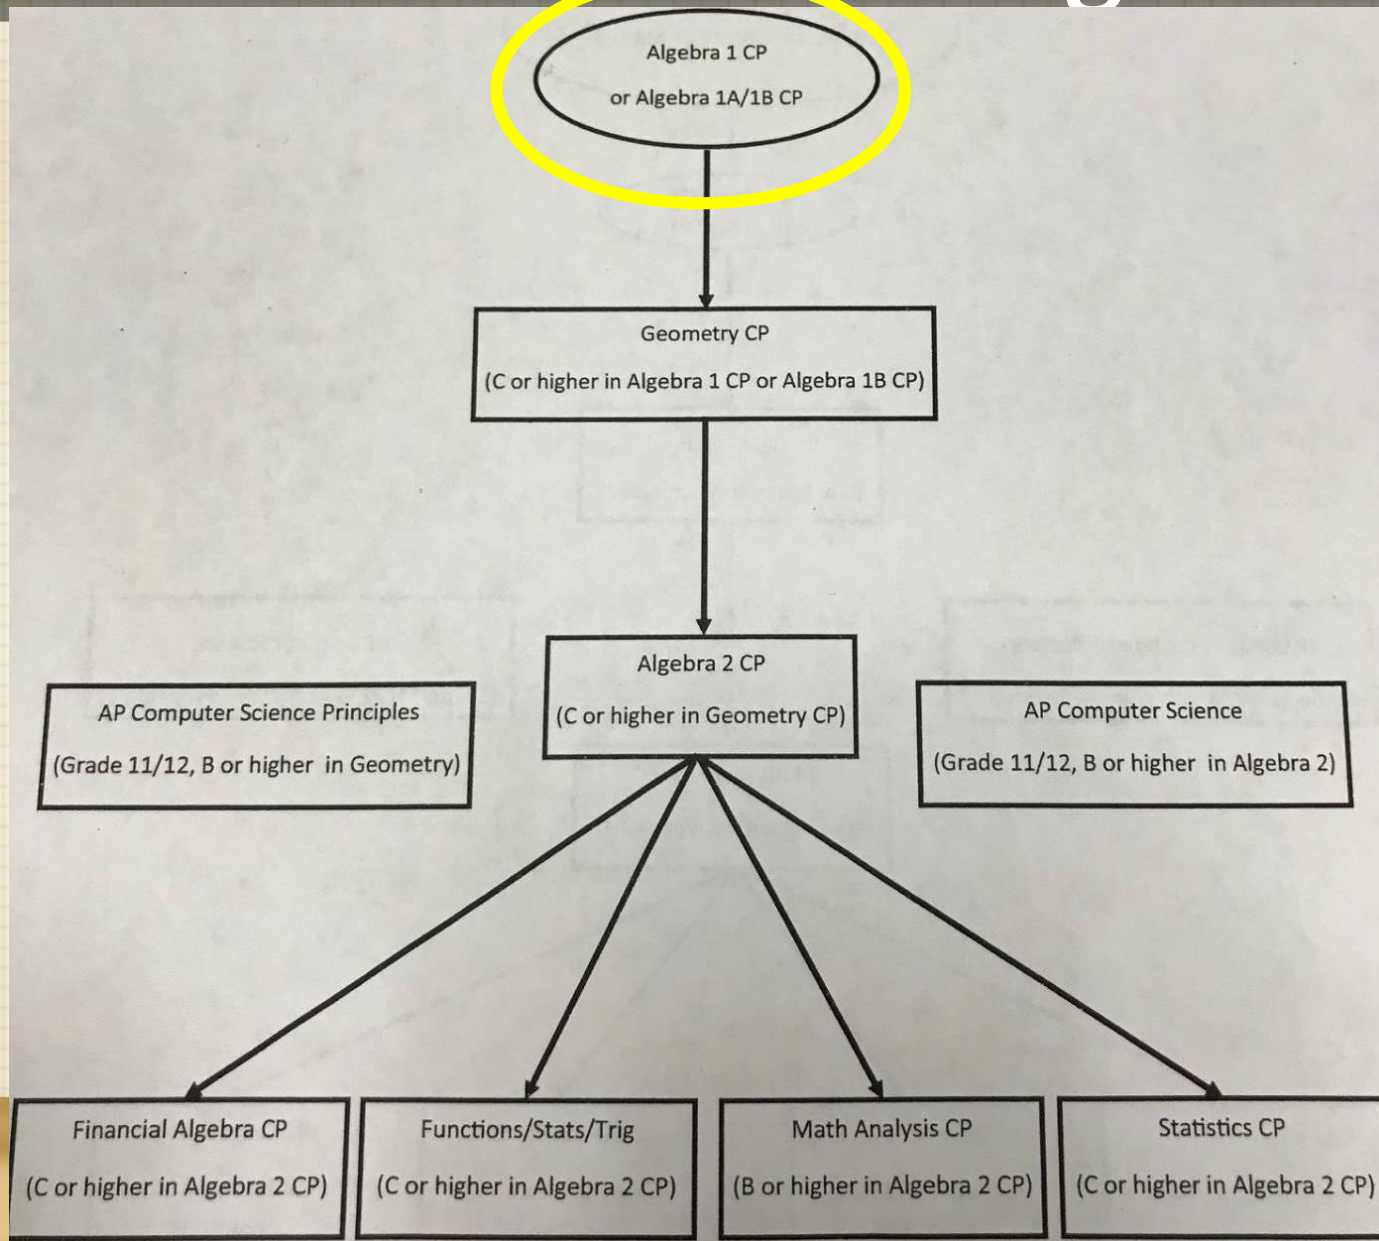 Algebra 1 CP
or Algebra 1A/1B CP
Geometry CP
(C or higher in Algebra 1 CP or Algebra 1B CP)
Algebra 2 CP
(C or higher in Geometry CP)
AP Computer Science Principles
(Grade 11/12, B or higher in Geometry)
AP Computer Science
(Grade 11/12, B or higher in Algebra 2)
Financial Algebra CP
(C or higher in Algebra 2 CP)
Functions/Stats/Trig
(C or higher in Algebra 2 CP)
Math Analysis CP
(B or higher in Algebra 2 CP)
Statistics CP
(C or higher in Algebra 2 CP)